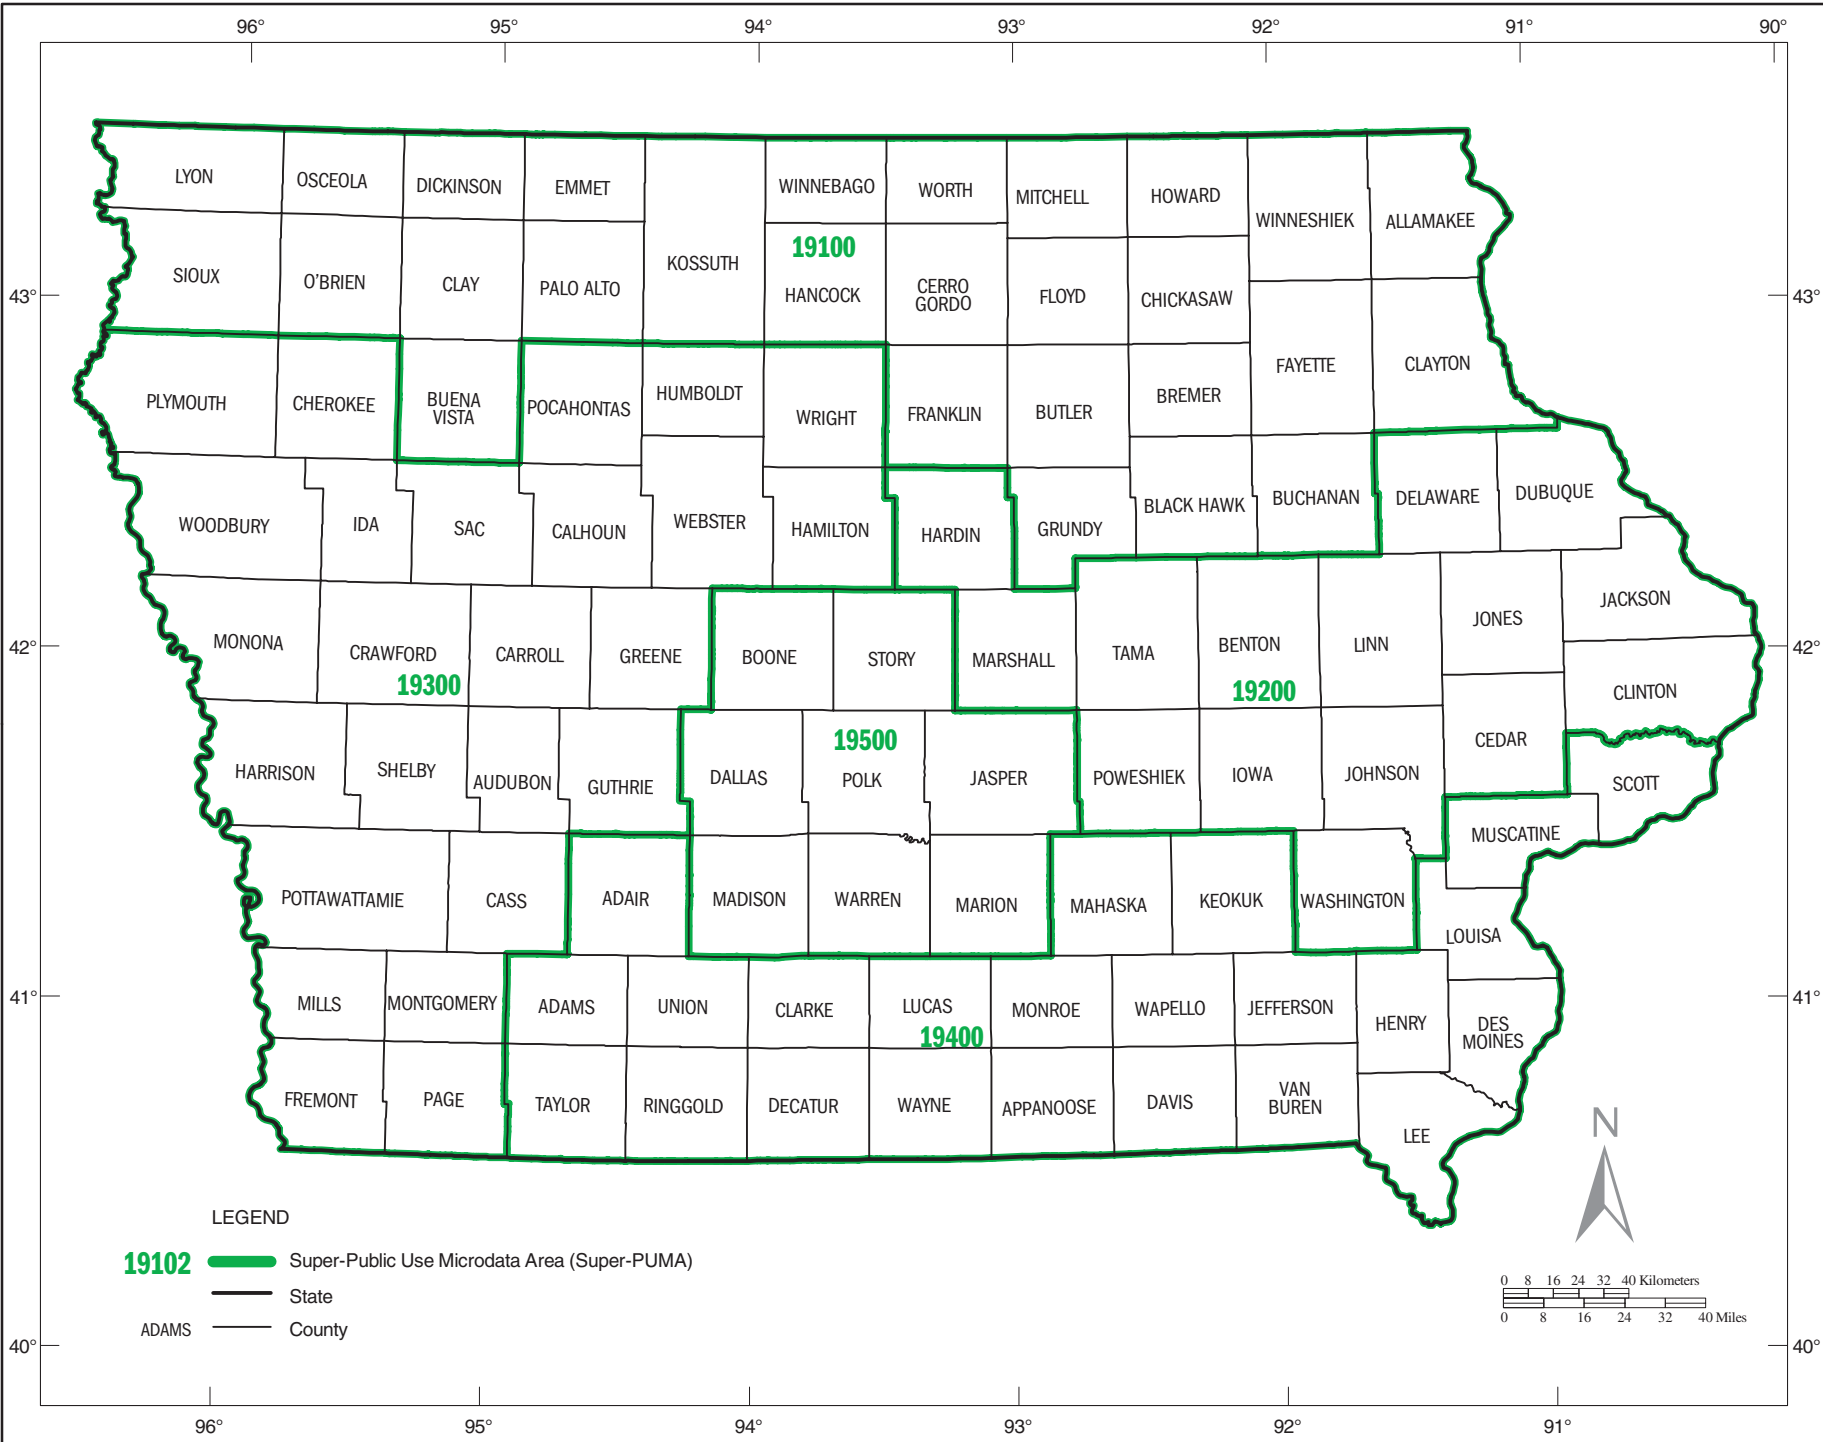 96° 95° 94° 93° 92° 91° 90°
LYON OSCEOLA DICKINSON EMMET WINNEBAGO WORTH MITCHELL HOWARD WINNESHIEK ALLAMAKEE
19100
SIOUX O'BRIEN CLAY PALO ALTO KOSSUTH HANCOCK CERRO
GORDO FLOYD CHICKASAW
43° 43°
PLYMOUTH CHEROKEE BUENA
VISTA POCAHONTAS HUMBOLDT WRIGHT FRANKLIN BUTLER BREMER FAYETTE CLAYTON
WOODBURY IDA SAC CALHOUN WEBSTER HAMILTON HARDIN GRUNDY BLACK HAWK BUCHANAN DELAWARE DUBUQUE
42° MONONA CRAWFORD CARROLL GREENE BOONE STORY MARSHALL TAMA BENTON LINN JONES JACKSON 42°
19300 19200
CLINTON
19500
HARRISON SHELBY AUDUBON GUTHRIE DALLAS POLK JASPER POWESHIEK IOWA JOHNSON CEDAR SCOTT
MUSCATINE
POTTAWATTAMIE CASS ADAIR MADISON WARREN MARION MAHASKA KEOKUK WASHINGTON
LOUISA
41° MILLS MONTGOMERY ADAMS UNION CLARKE LUCAS MONROE WAPELLO JEFFERSON HENRY DES
MOINES 41°
19400
FREMONT PAGE TAYLOR RINGGOLD DECATUR WAYNE APPANOOSE DAVIS VAN
BUREN
LEE
N
LEGEND
19102 Super-Public Use Microdata Area (Super-PUMA)
State
ADAMS County
0 8 16 24 32 40 Kilometers
0 8 16 24 32 40 Miles
40° 40°
96° 95° 94° 93° 92° 91°